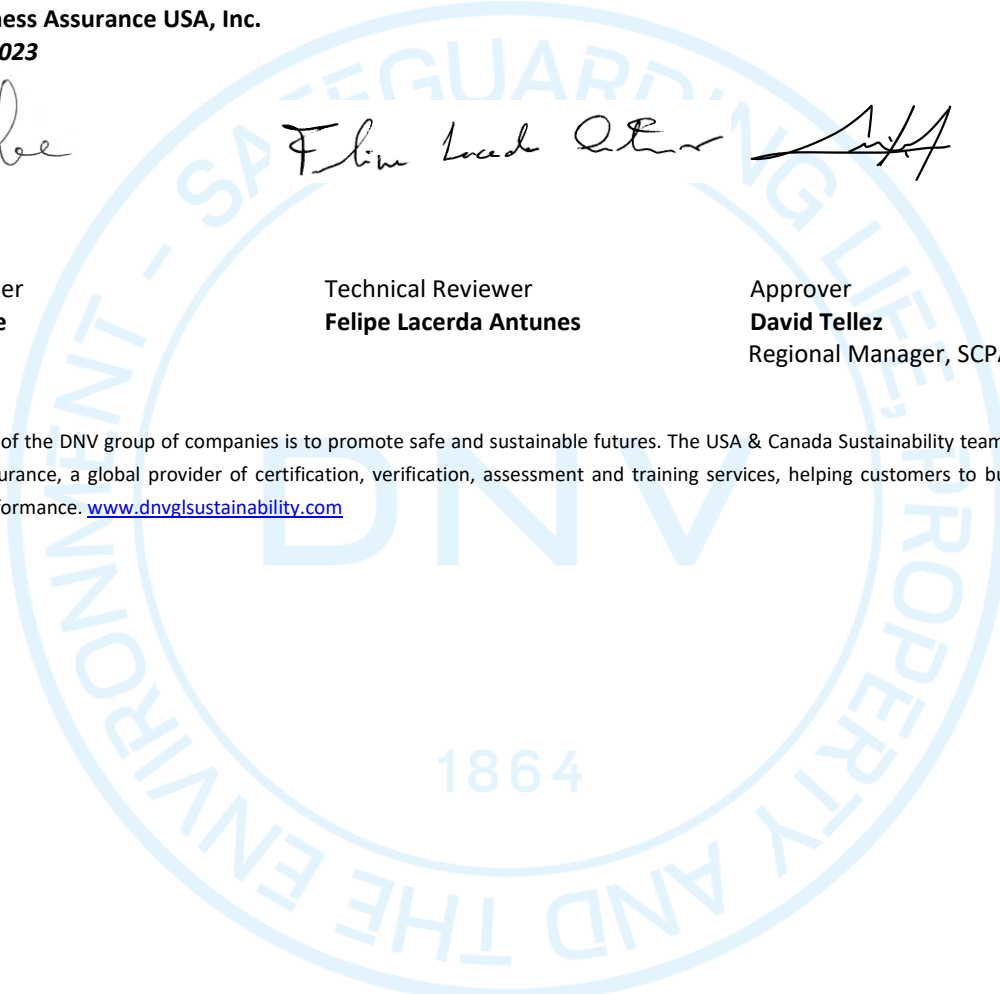 ness Assurance USA, Inc.
023
Felipe Lacerda Antunes
er Technical Reviewer Approver
e Felipe Lacerda Antunes David Tellez
Regional Manager, SCPA
of the DNV group of companies is to promote safe and sustainable futures. The USA & Canada Sustainability team
urance, a global provider of certification, verification, assessment and training services, helping customers to bu
formance. www.dnvglsustainability.com
SAFEGUARDING LIFE, PROPERTY AND THE ENVIRONMENT -
DNV
1864